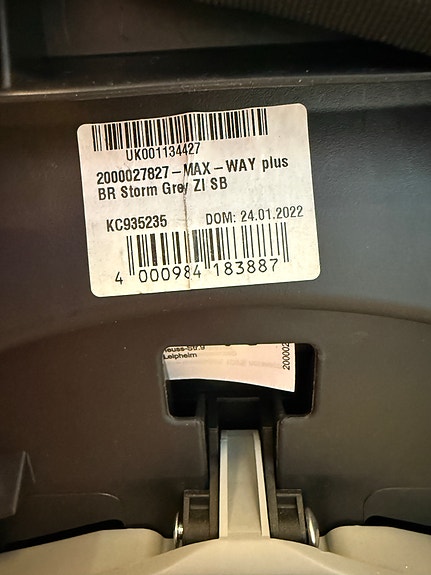 UK001134427
2000027827-MAX-WAY plus
BR Storm Grey ZI SB
KC935235 DOM: 24.01.2022
4 000984 183887
Leipheim